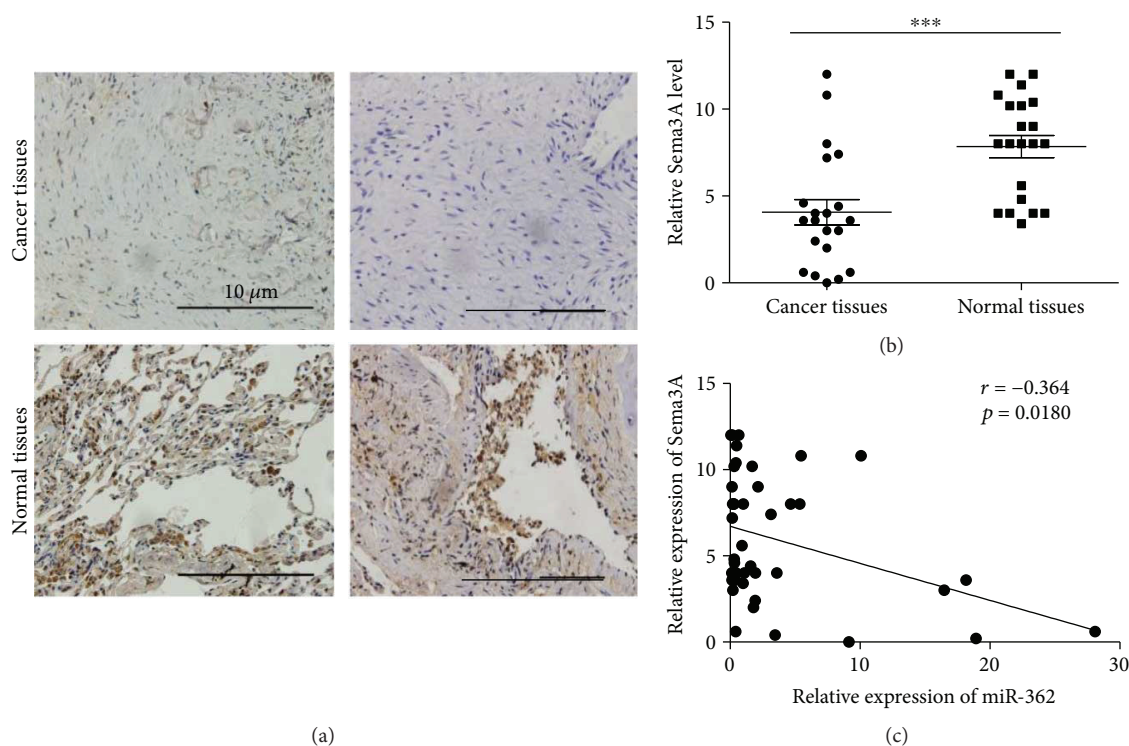 Cancer tissues
10 μm
Normal tissues
(a)
15
10
5
0
Relative Sema3A level
***
Cancer tissues
Normal tissues
(b)
15
10
5
0
Relative expression of Sema3A
r = −0.364
p = 0.0180
0
10
20
30
Relative expression of miR-362
(c)